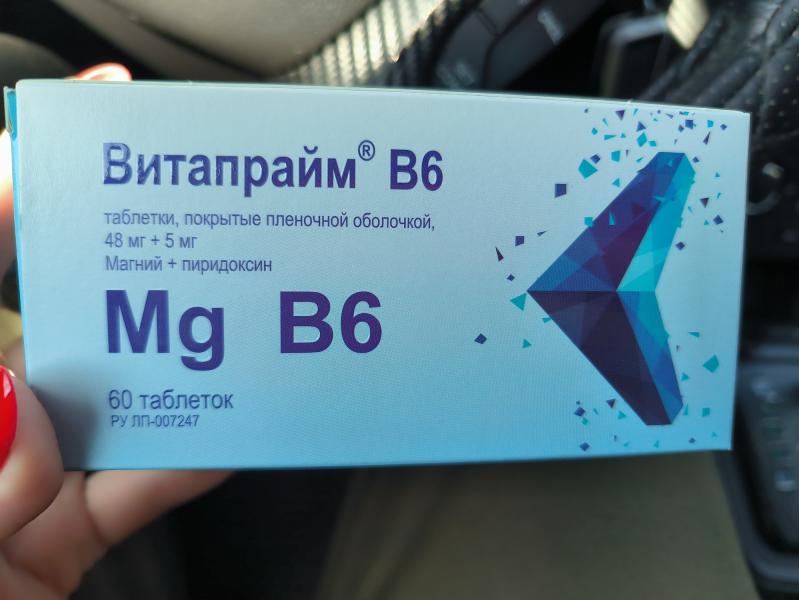 Витапрайм® B6
таблетки, покрытые пленочной оболочкой,
48 мг + 5 мг
Магний + пиридоксин
Mg B6
60 таблеток
РУ ЛП-007247